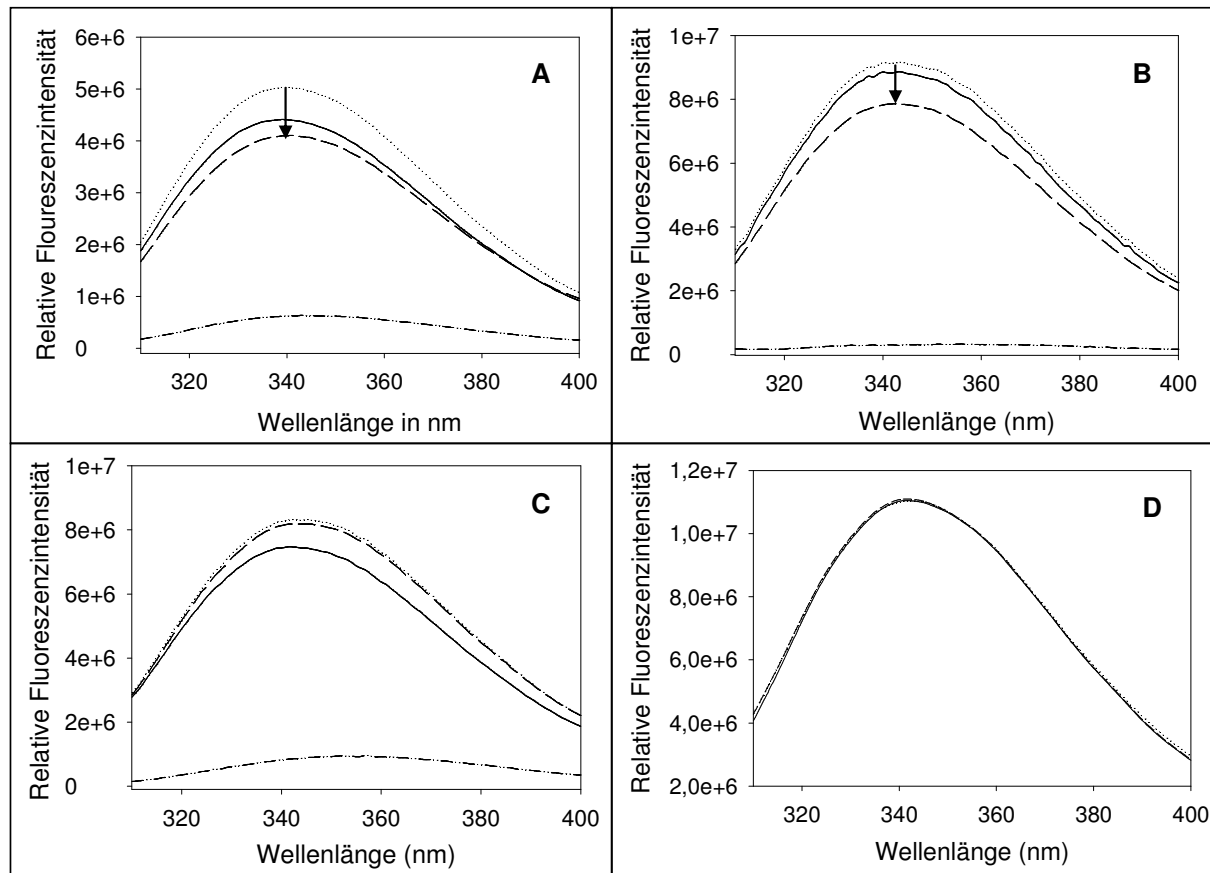 Relative Floureszenzintensität
6e+6
5e+6
4e+6
3e+6
2e+6
1e+6
0
A
320
340
360
380
400
Wellenlänge in nm
Relative Fluoreszenzintensität
1e+7
8e+6
6e+6
4e+6
2e+6
0
B
320
340
360
380
400
Wellenlänge (nm)
Relative Fluoreszenzintensität
1e+7
8e+6
6e+6
4e+6
2e+6
0
C
320
340
360
380
400
Wellenlänge (nm)
Relative Fluoreszenzintensität
1,2e+7
1,0e+7
8,0e+6
6,0e+6
4,0e+6
2,0e+6
D
320
340
360
380
400
Wellenlänge (nm)